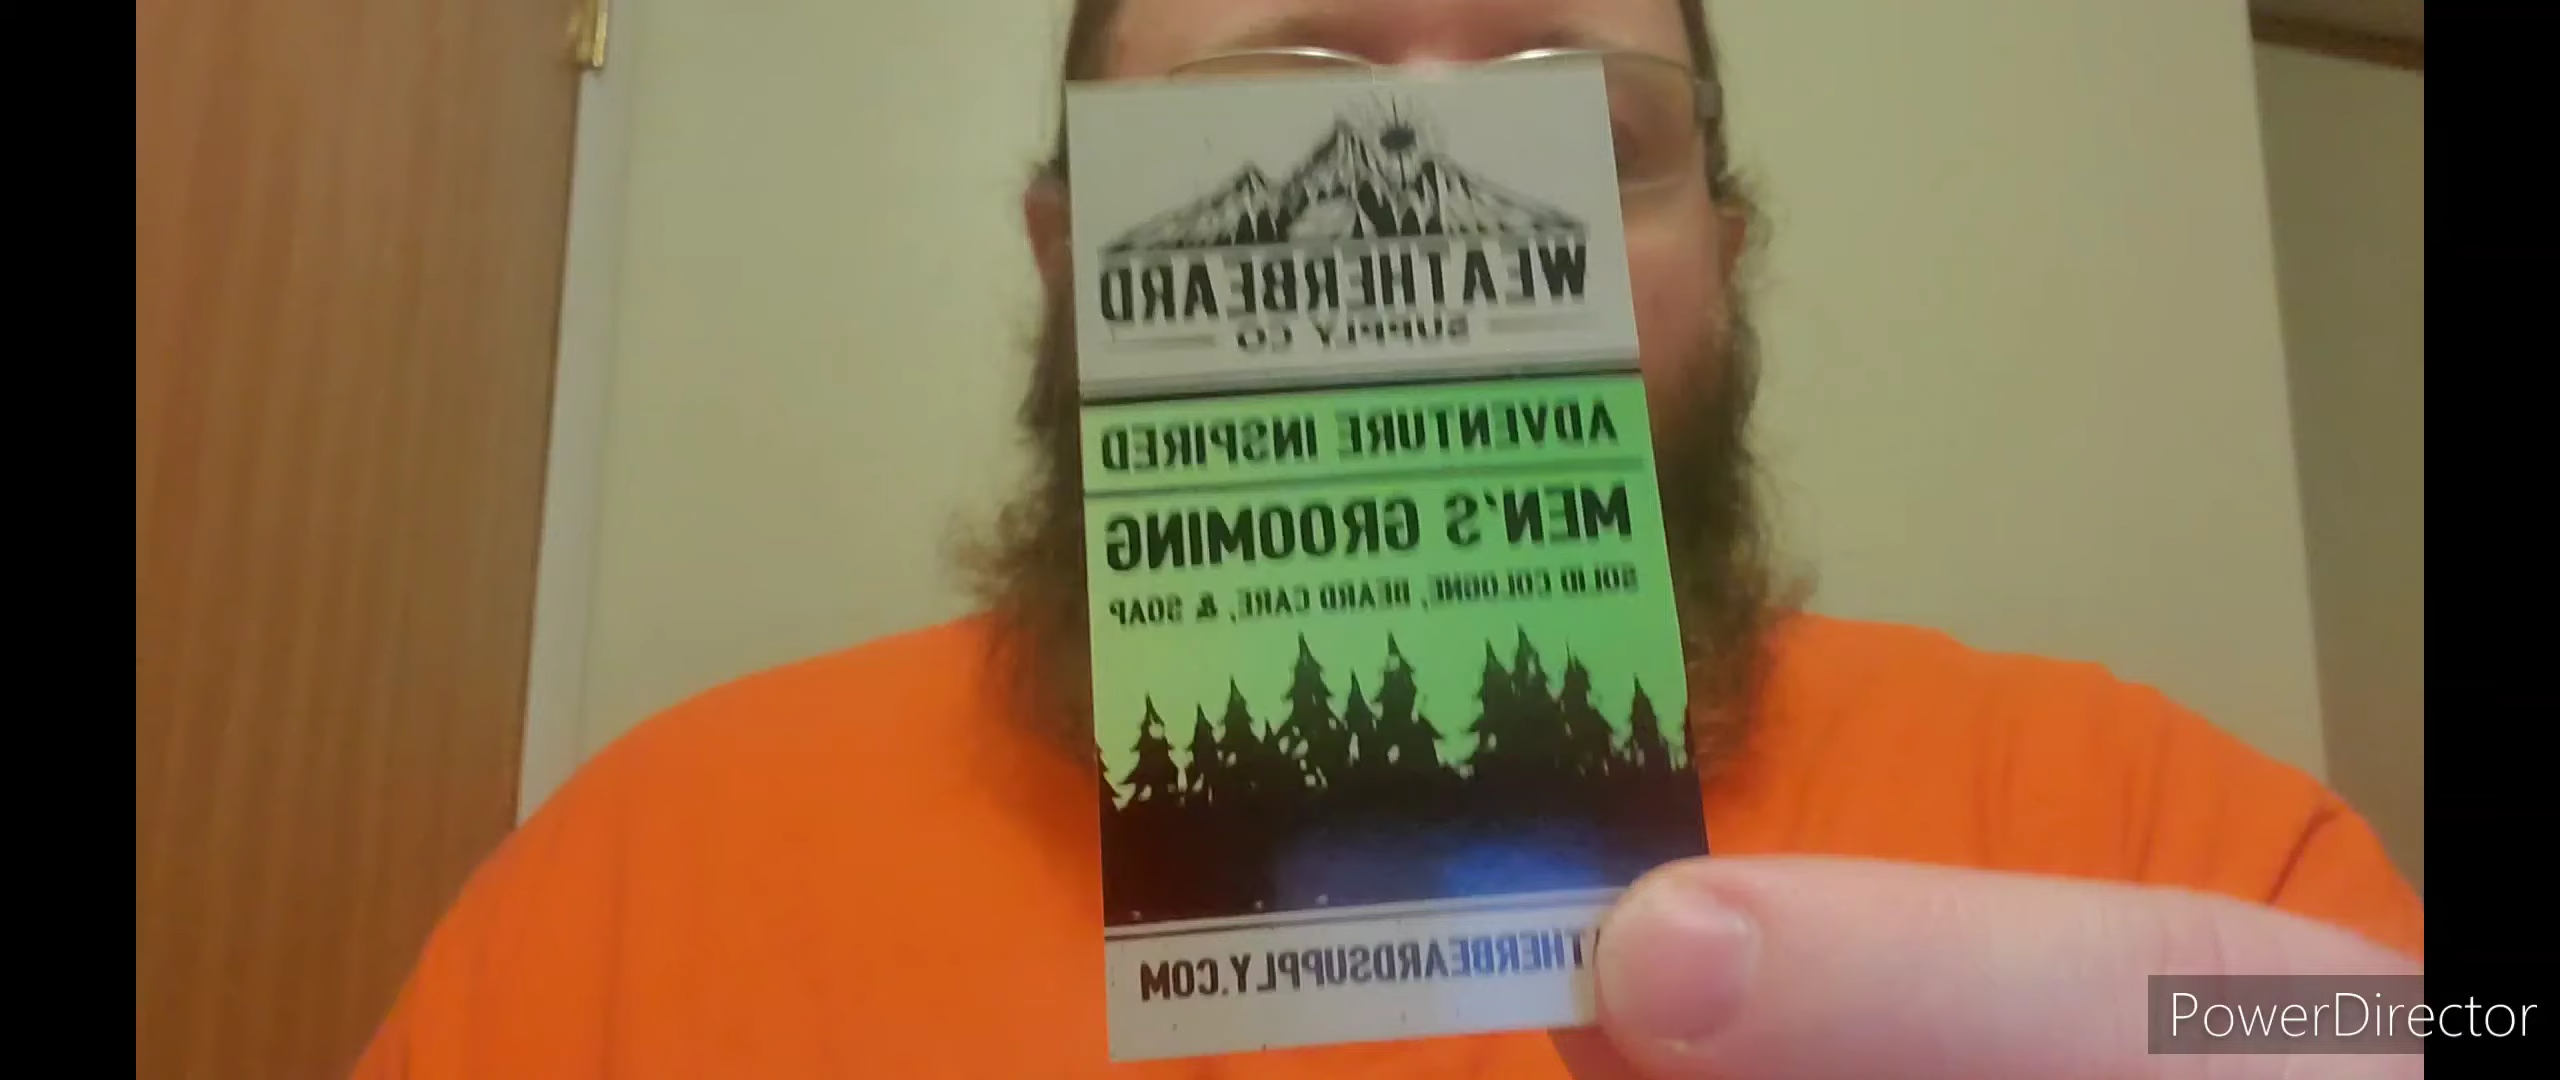 WEATHERBEARD
SUPPLY CO
ADVENTURE INSPIRED
MEN'S GROOMING
SOLID COLOGNE, BEARD CARE, & SOAP
THERBEARDSUPPLY.COM
PowerDirector